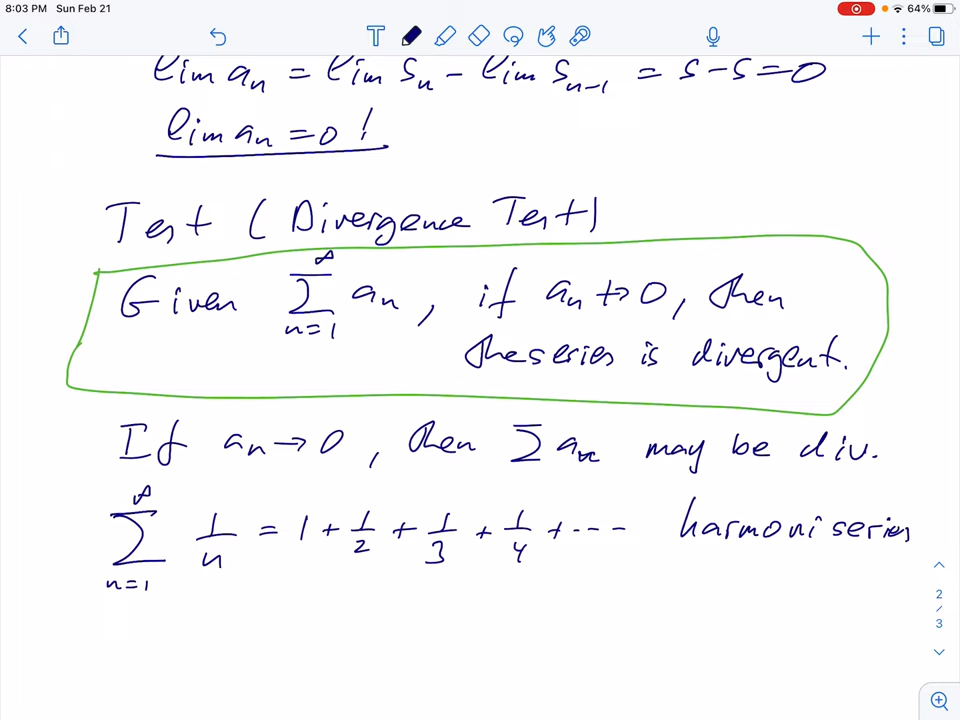 8:03 PM Sun Feb 21
64%
lim aₙ = lim Sₙ - lim Sₙ₋₁ = S - S = 0
lim aₙ = 0 !
Test (Divergence Test)
Given ∑_{n=1}^{∞} aₙ, if aₙ ↛ 0, then
the series is divergent.
If aₙ → 0, then ∑ aₙ may be div.
∑_{n=1}^{∞} 1/n = 1 + 1/2 + 1/3 + 1/4 + ... harmoni series
2
/
3